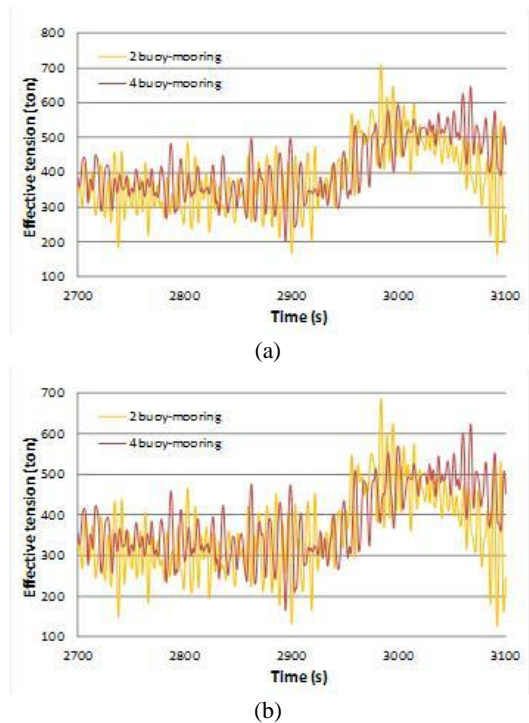 800
700
600
500
400
300
200
100
Effective tension (ton)
2 buoy-mooring
4 buoy-mooring
2700 2800 2900 3000 3100
Time (s)
(a)
700
600
500
400
300
200
100
Effective tension (ton)
2 buoy-mooring
4 buoy-mooring
2700 2800 2900 3000 3100
Time (s)
(b)